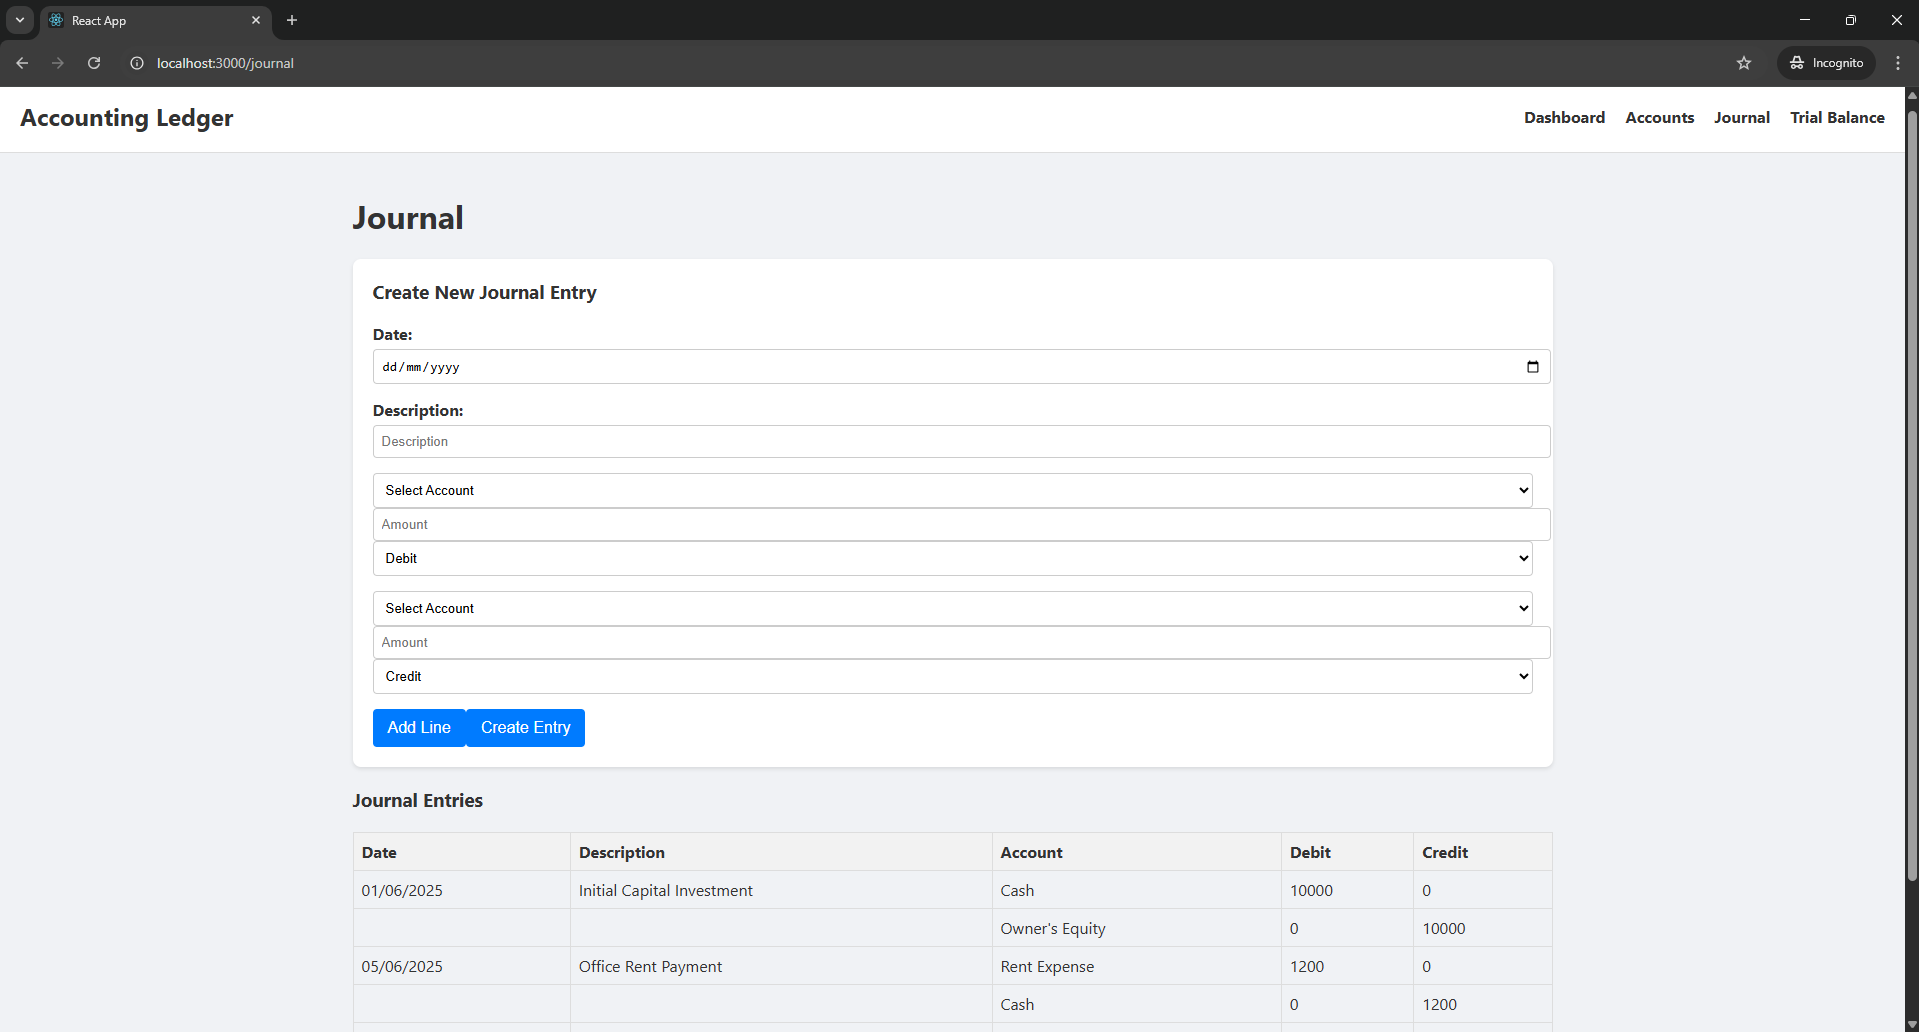 React App
localhost:3000/journal
Incognito
Accounting Ledger
Dashboard Accounts Journal Trial Balance
Journal
Create New Journal Entry
Date:
dd/mm/yyyy
Description:
Description
Select Account
Amount
Debit
Select Account
Amount
Credit
Add Line Create Entry
Journal Entries
Date Description Account Debit Credit
01/06/2025 Initial Capital Investment Cash 10000 0
Owner's Equity 0 10000
05/06/2025 Office Rent Payment Rent Expense 1200 0
Cash 0 1200